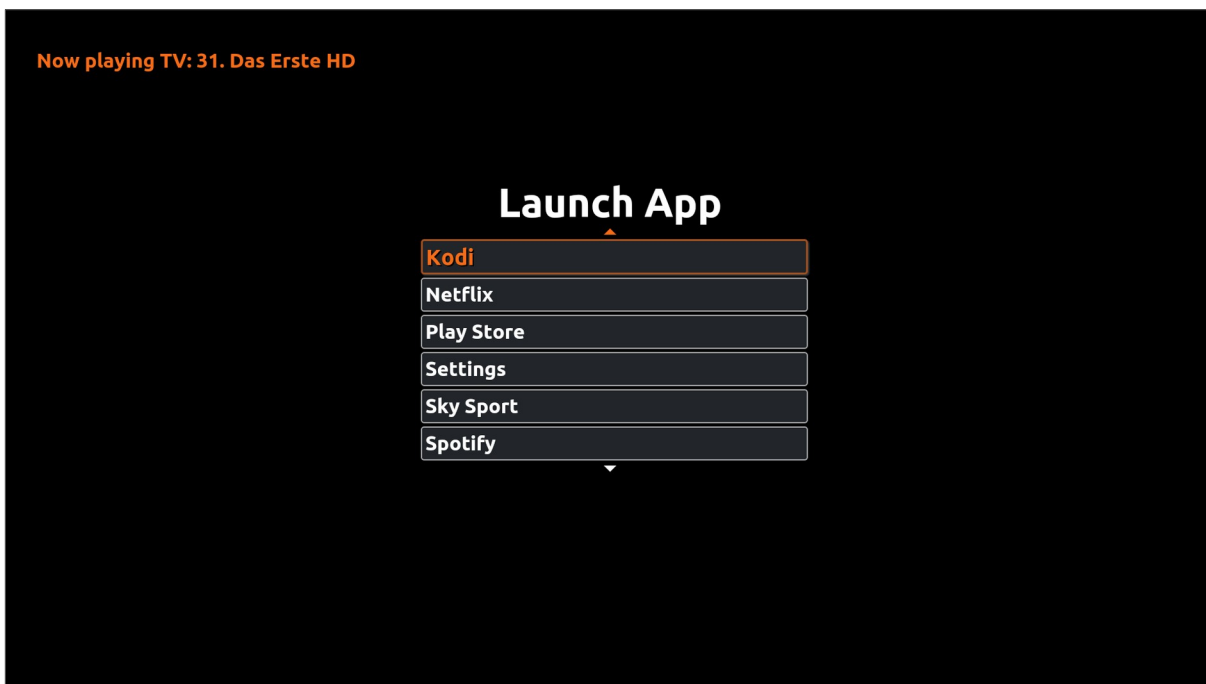 Now playing TV: 31. Das Erste HD
Launch App
Kodi
Netflix
Play Store
Settings
Sky Sport
Spotify